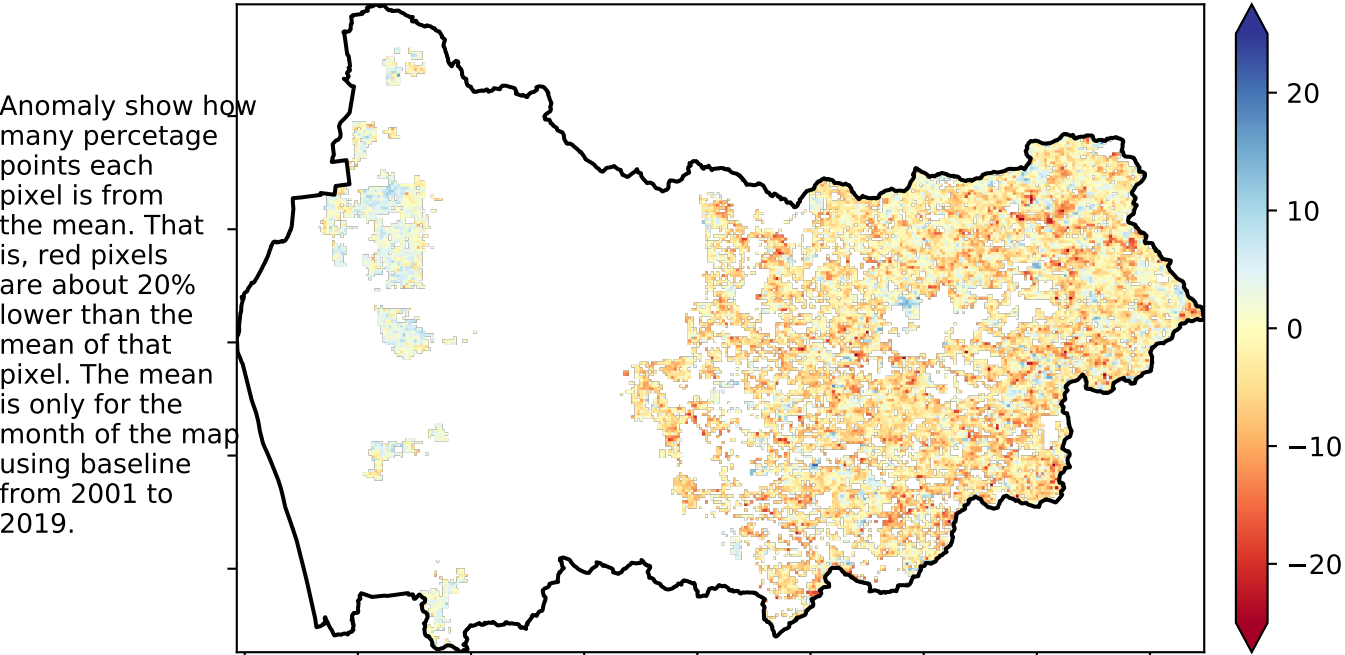 Anomaly show how
many percetage
points each
pixel is from
the mean. That
is, red pixels
are about 20%
lower than the
mean of that
pixel. The mean
is only for the
month of the map
using baseline
from 2001 to
2019.
20
10
0
−10
−20